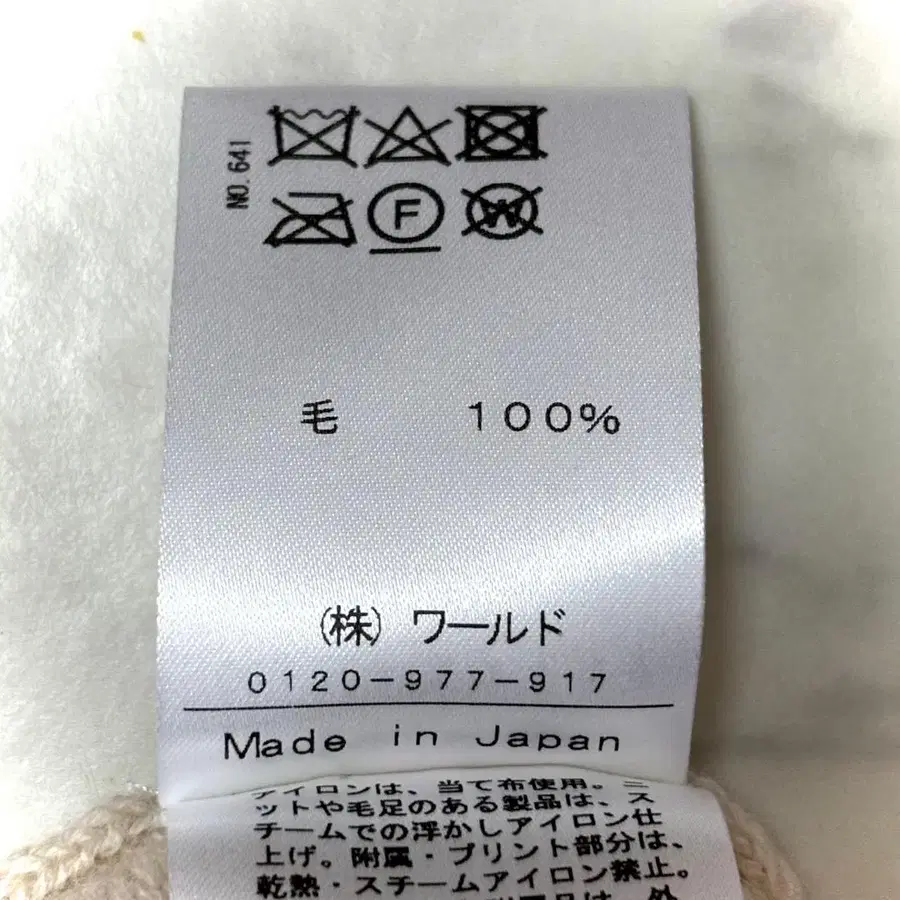 NO.641
F
W
毛 100%
(株)ワールド
0120-977-917
Made in Japan
アイロンは、当て布使用。ニ
ットや毛足のある製品は、ス
チームでの浮かしアイロン仕
上げ。附属・プリント部分は、
乾熱・スチームアイロン禁止。